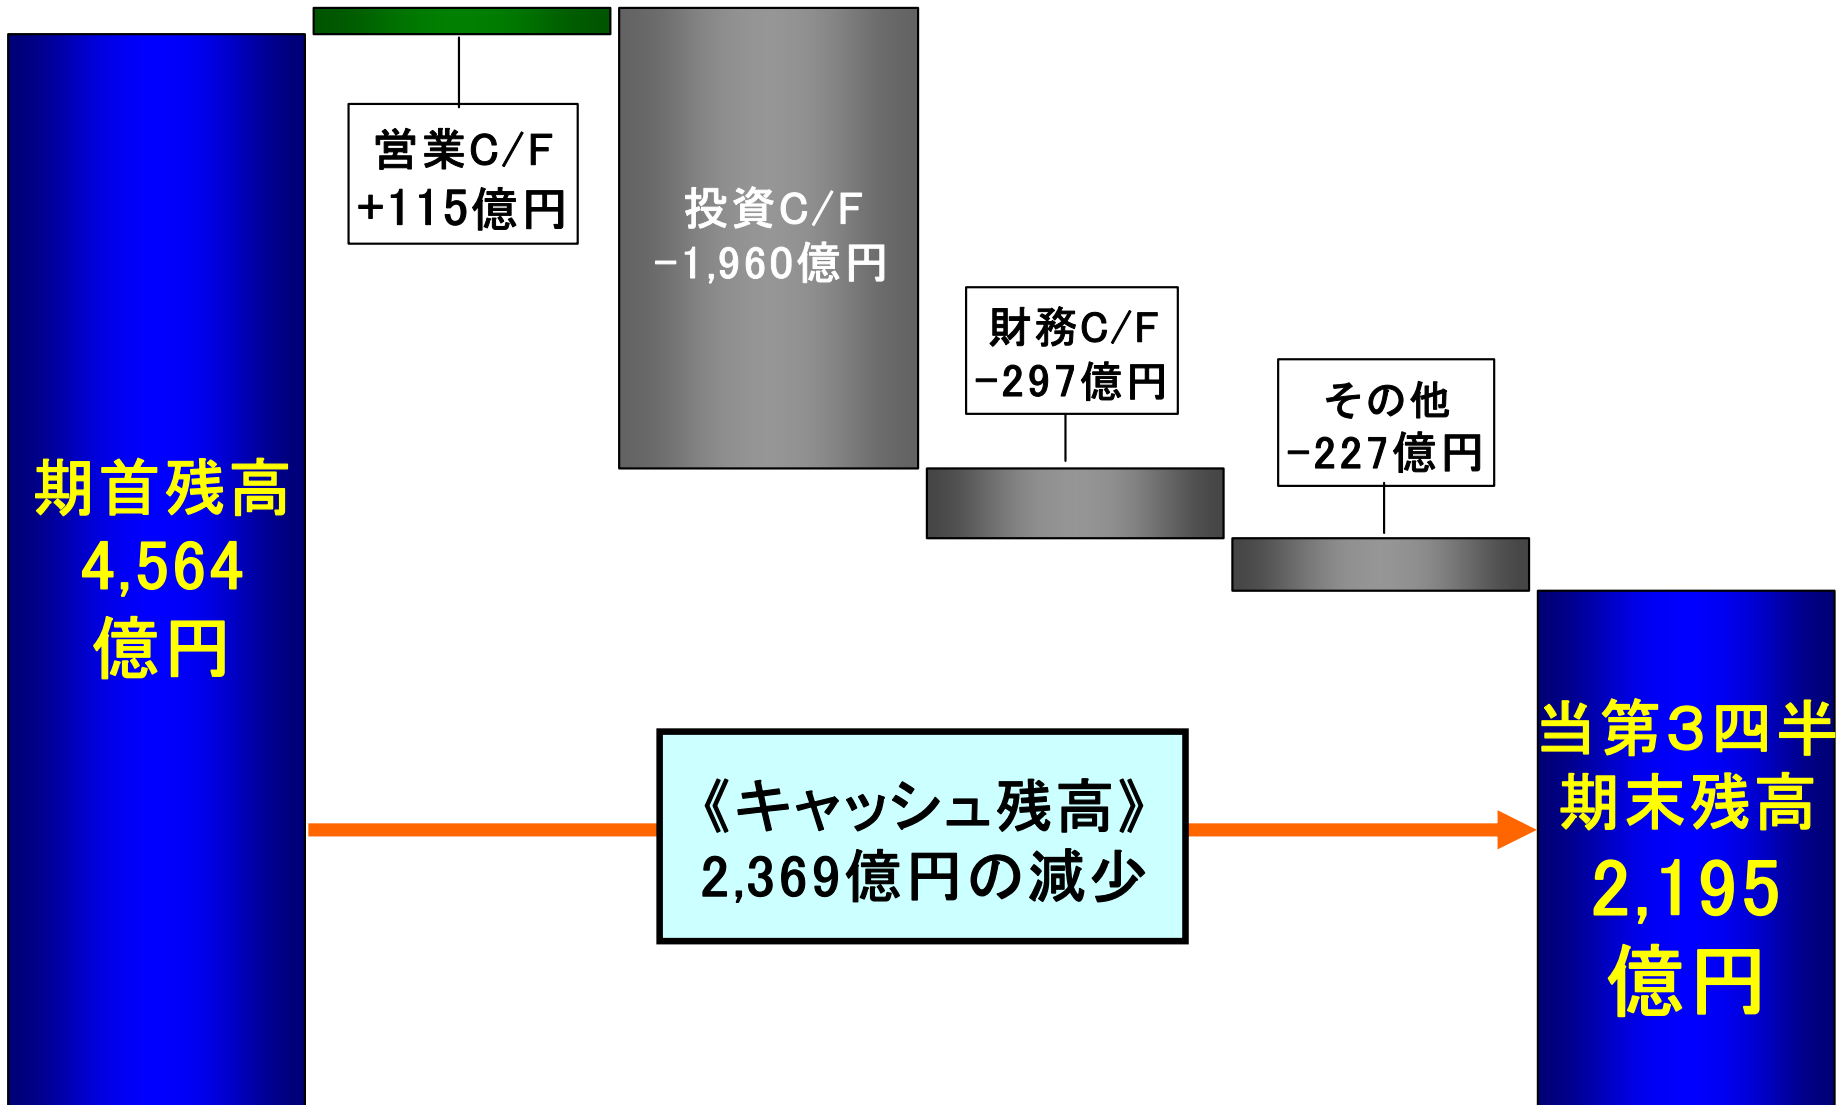 営業C/F
+115億円
投資C/F
-1,960億円
財務C/F
-297億円
その他
-227億円
期首残高
4,564
億円
当第３四半
期末残高
2,195
億円
《キャッシュ残高》
2,369億円の減少